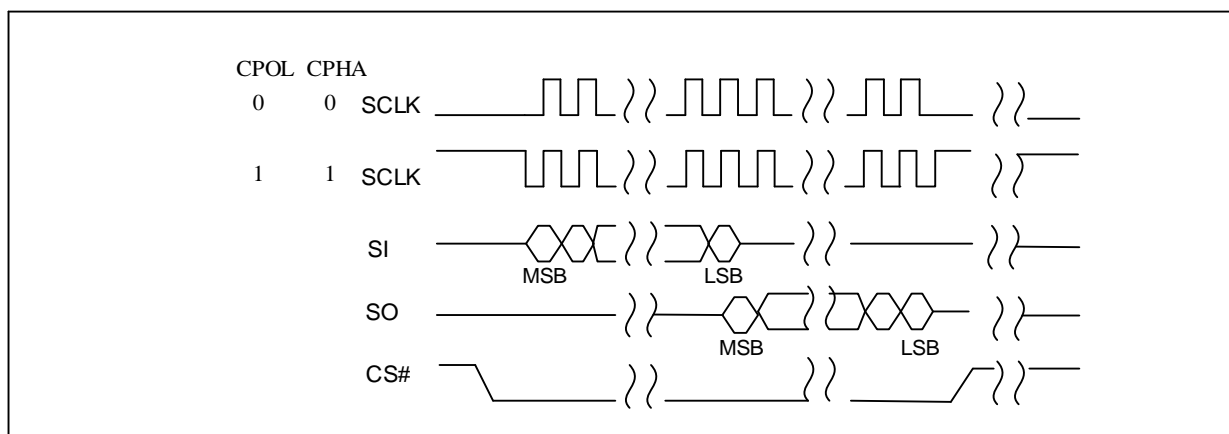 CPOL CPHA
0 0 SCLK
1 1 SCLK
SI
MSB LSB
SO
MSB LSB
CS#